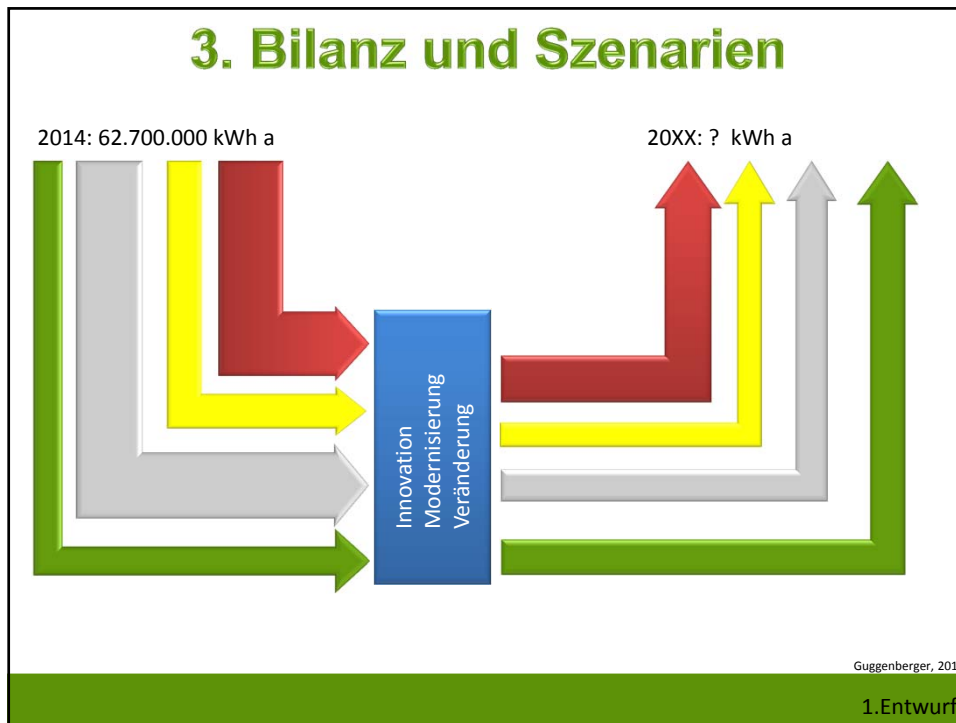 3. Bilanz und Szenarien
2014: 62.700.000 kWh a
20XX: ? kWh a
Innovation
Modernisierung
Veränderung
Guggenberger, 201
1.Entwurf